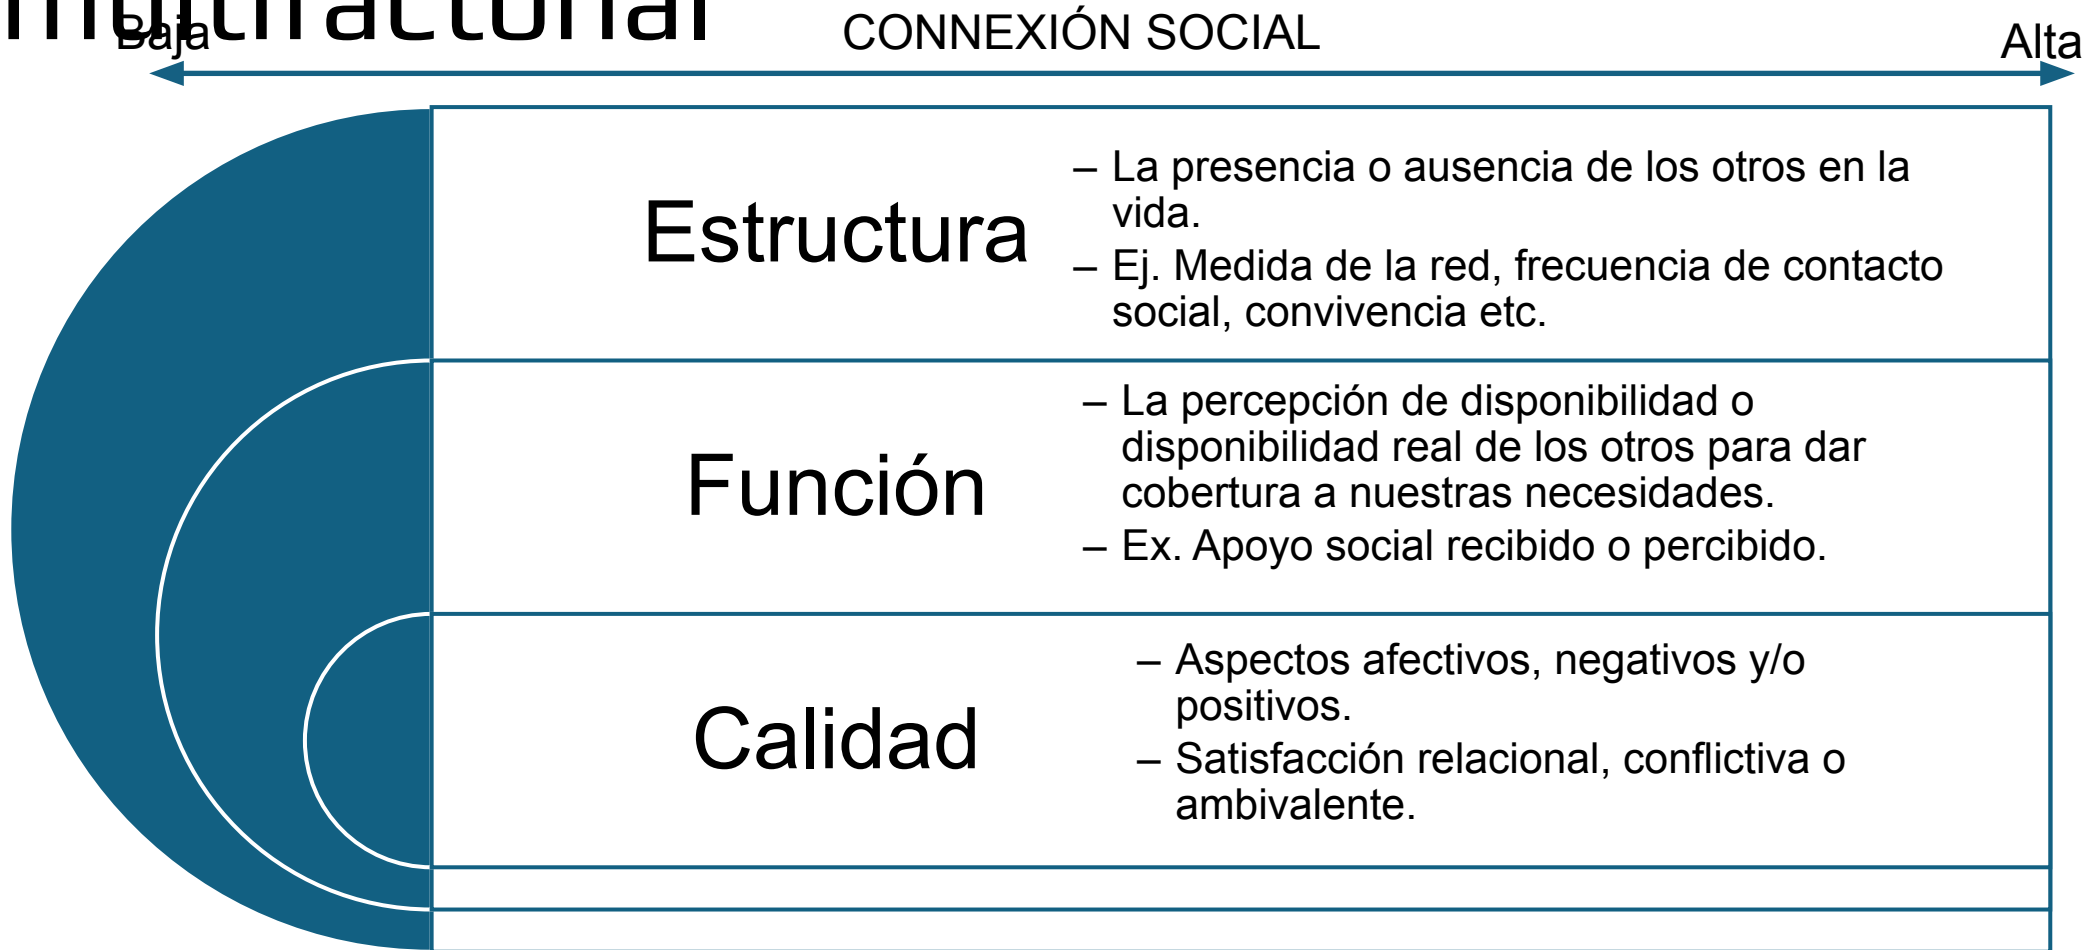 multifactorial
Baja
CONNEXIÓN SOCIAL
Alta
Estructura
– La presencia o ausencia de los otros en la
vida.
– Ej. Medida de la red, frecuencia de contacto
social, convivencia etc.
Función
– La percepción de disponibilidad o
disponibilidad real de los otros para dar
cobertura a nuestras necesidades.
– Ex. Apoyo social recibido o percibido.
Calidad
– Aspectos afectivos, negativos y/o
positivos.
– Satisfacción relacional, conflictiva o
ambivalente.